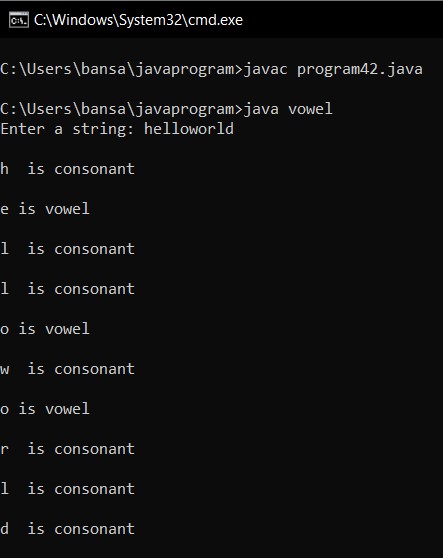 C:\Windows\System32\cmd.exe
C:\Users\bansa\javaprogram>javac program42.java
C:\Users\bansa\javaprogram>java vowel
Enter a string: helloworld
h  is consonant
e is vowel
l  is consonant
l  is consonant
o is vowel
w  is consonant
o is vowel
r  is consonant
l  is consonant
d  is consonant